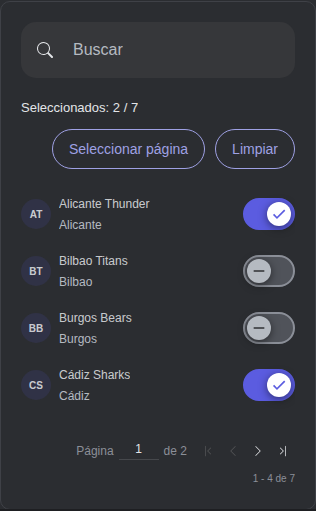 Buscar
Seleccionados: 2 / 7
Seleccionar página Limpiar
AT Alicante Thunder
Alicante
BT Bilbao Titans
Bilbao
BB Burgos Bears
Burgos
CS Cádiz Sharks
Cádiz
Página 1 de 2
1 - 4 de 7